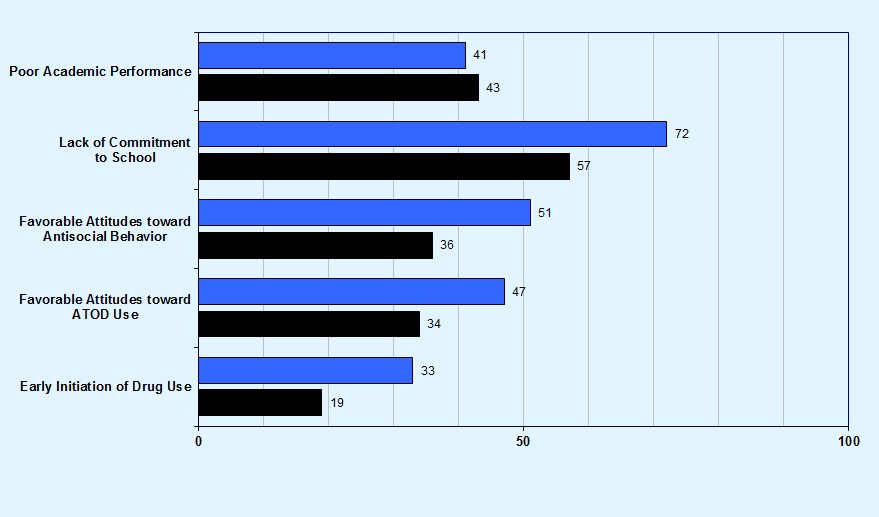 Poor Academic Performance
41
43
Lack of Commitment
to School
72
57
Favorable Attitudes toward
Antisocial Behavior
51
36
Favorable Attitudes toward
ATOD Use
47
34
Early Initiation of Drug Use
33
19
0 50 100